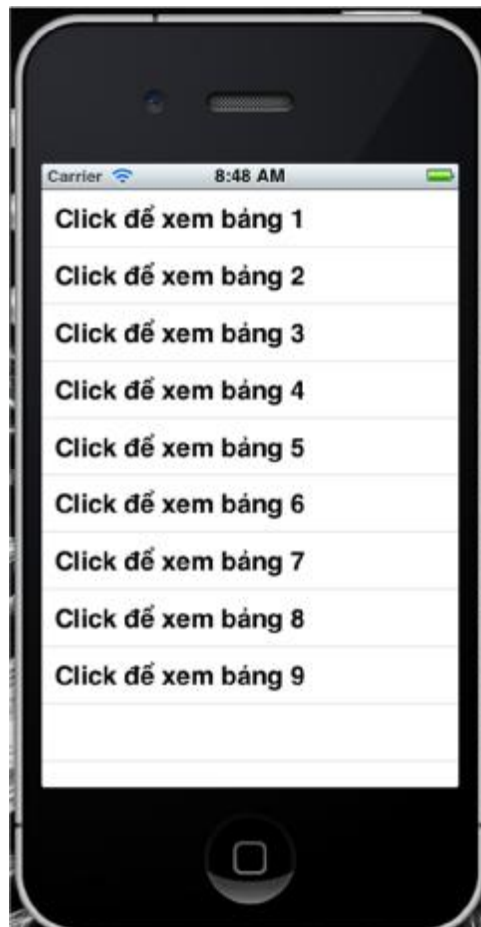 Carrier 8:48 AM
Click để xem bảng 1
Click để xem bảng 2
Click để xem bảng 3
Click để xem bảng 4
Click để xem bảng 5
Click để xem bảng 6
Click để xem bảng 7
Click để xem bảng 8
Click để xem bảng 9